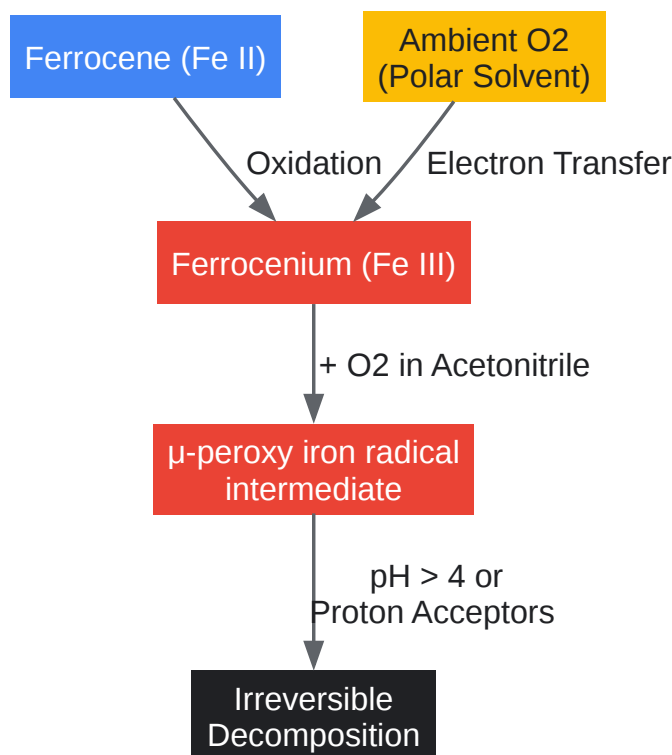 Ferrocene (Fe II)
Ambient O2
(Polar Solvent)
Oxidation
Electron Transfer
Ferrocenium (Fe III)
+ O2 in Acetonitrile
μ-peroxy iron radical
intermediate
pH > 4 or
Proton Acceptors
Irreversible
Decomposition